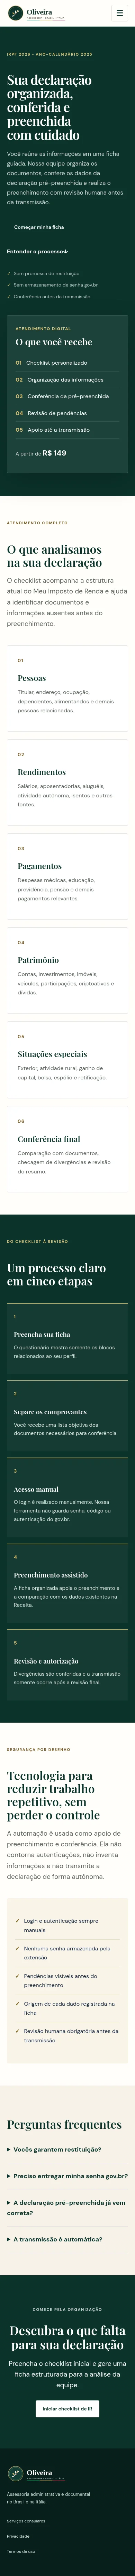 Oliveira
IRPF 2026 • ANO-CALENDÁRIO 2025
Sua declaração
organizada,
conferida e
preenchida
com cuidado
Você reúne as informações em uma ficha
guiada. Nossa equipe organiza os
comprovantes, confere os dados da
declaração pré-preenchida e realiza o
preenchimento com revisão humana antes
da transmissão.
Começar minha ficha
Entender o processo↓
✓ Sem promessa de restituição
✓ Sem armazenamento de senha gov.br
✓ Conferência antes da transmissão
ATENDIMENTO DIGITAL
O que você recebe
01 Checklist personalizado
02 Organização das informações
03 Conferência da pré-preenchida
04 Revisão de pendências
05 Apoio até a transmissão
A partir de R$ 149
ATENDIMENTO COMPLETO
O que analisamos
na sua declaração
O checklist acompanha a estrutura
atual do Meu Imposto de Renda e ajuda
a identificar documentos e
informações ausentes antes do
preenchimento.
01
Pessoas
Titular, endereço, ocupação,
dependentes, alimentandos e demais
pessoas relacionadas.
02
Rendimentos
Salários, aposentadorias, aluguéis,
atividade autônoma, isentos e outras
fontes.
03
Pagamentos
Despesas médicas, educação,
previdência, pensão e demais
pagamentos relevantes.
04
Patrimônio
Contas, investimentos, imóveis,
veículos, participações, criptoativos e
dívidas.
05
Situações especiais
Exterior, atividade rural, ganho de
capital, bolsa, espólio e retificação.
06
Conferência final
Comparação com documentos,
checagem de divergências e revisão
do resumo.
DO CHECKLIST À REVISÃO
Um processo claro
em cinco etapas
1
Preencha sua ficha
O questionário mostra somente os blocos
relacionados ao seu perfil.
2
Separe os comprovantes
Você recebe uma lista objetiva dos
documentos necessários para conferência.
3
Acesso manual
O login é realizado manualmente. Nossa
ferramenta não guarda senha, código ou
autenticação do gov.br.
4
Preenchimento assistido
A ficha organizada apoia o preenchimento e
a comparação com os dados existentes na
Receita.
5
Revisão e autorização
Divergências são conferidas e a transmissão
somente ocorre após a revisão final.
SEGURANÇA POR DESENHO
Tecnologia para
reduzir trabalho
repetitivo, sem
perder o controle
A automação é usada como apoio de
preenchimento e conferência. Ela não
contorna autenticações, não inventa
informações e não transmite a
declaração de forma autônoma.
✓ Login e autenticação sempre
manuais
✓ Nenhuma senha armazenada pela
extensão
✓ Pendências visíveis antes do
preenchimento
✓ Origem de cada dado registrada na
ficha
✓ Revisão humana obrigatória antes da
transmissão
Perguntas frequentes
▶ Vocês garantem restituição?
▶ Preciso entregar minha senha gov.br?
▶ A declaração pré-preenchida já vem
correta?
▶ A transmissão é automática?
COMECE PELA ORGANIZAÇÃO
Descubra o que falta
para sua declaração
Preencha o checklist inicial e gere uma
ficha estruturada para a análise da
equipe.
Iniciar checklist do IR
Oliveira
Assessoria administrativa e documental
no Brasil e na Itália.
Serviços consulares
Privacidade
Termos de uso